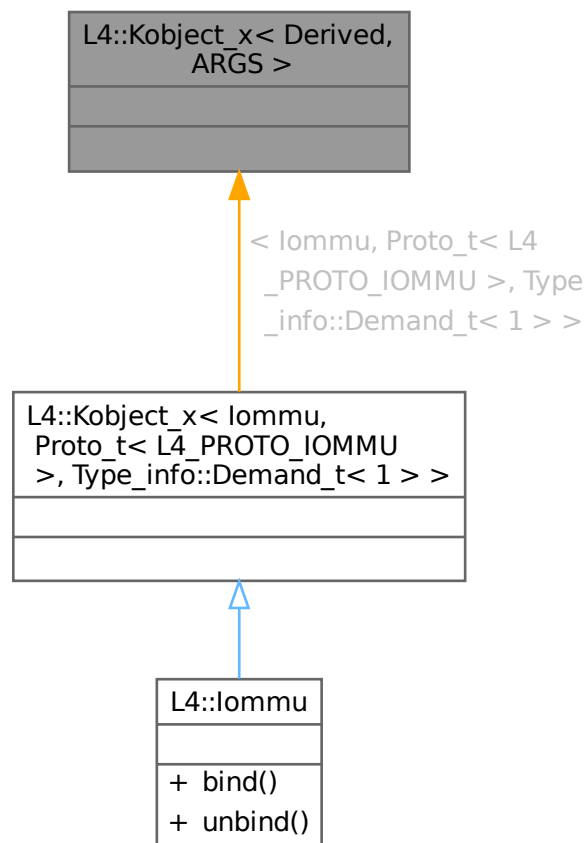 L4::Kobject_x< Derived,
ARGS >
< Iommu, Proto_t< L4
_PROTO_IOMMU >, Type
_info::Demand_t< 1 > >
L4::Kobject_x< Iommu,
Proto_t< L4_PROTO_IOMMU
>, Type_info::Demand_t< 1 > >
L4::Iommu
+ bind()
+ unbind()